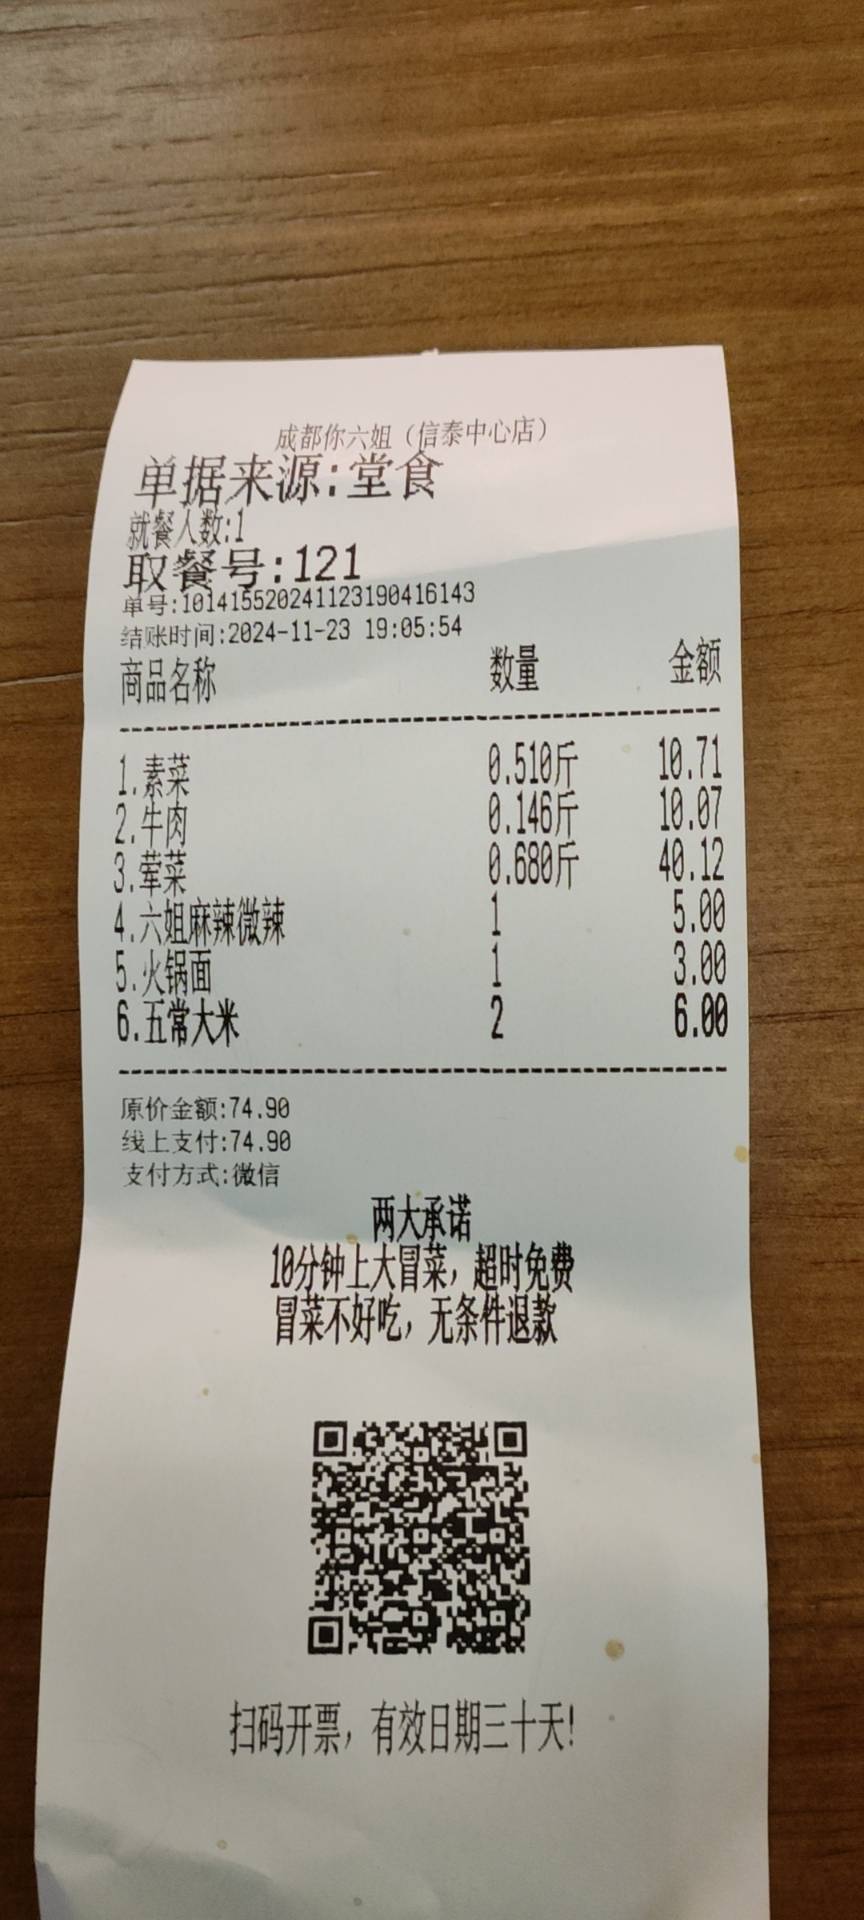 成都你六姐（信泰中心店）
单据来源:堂食
就餐人数:1
取餐号:121
单号:101415520241123190416143
结账时间:2024-11-23 19:05:54
商品名称 数量 金额
1.素菜 0.510斤 10.71
2.牛肉 0.146斤 10.07
3.荤菜 0.680斤 40.12
4.六姐麻辣微辣 1 5.00
5.火锅面 1 3.00
6.五常大米 2 6.00
原价金额:74.90
线上支付:74.90
支付方式:微信
两大承诺
10分钟上大冒菜，超时免费
冒菜不好吃，无条件退款
扫码开票，有效日期三十天!